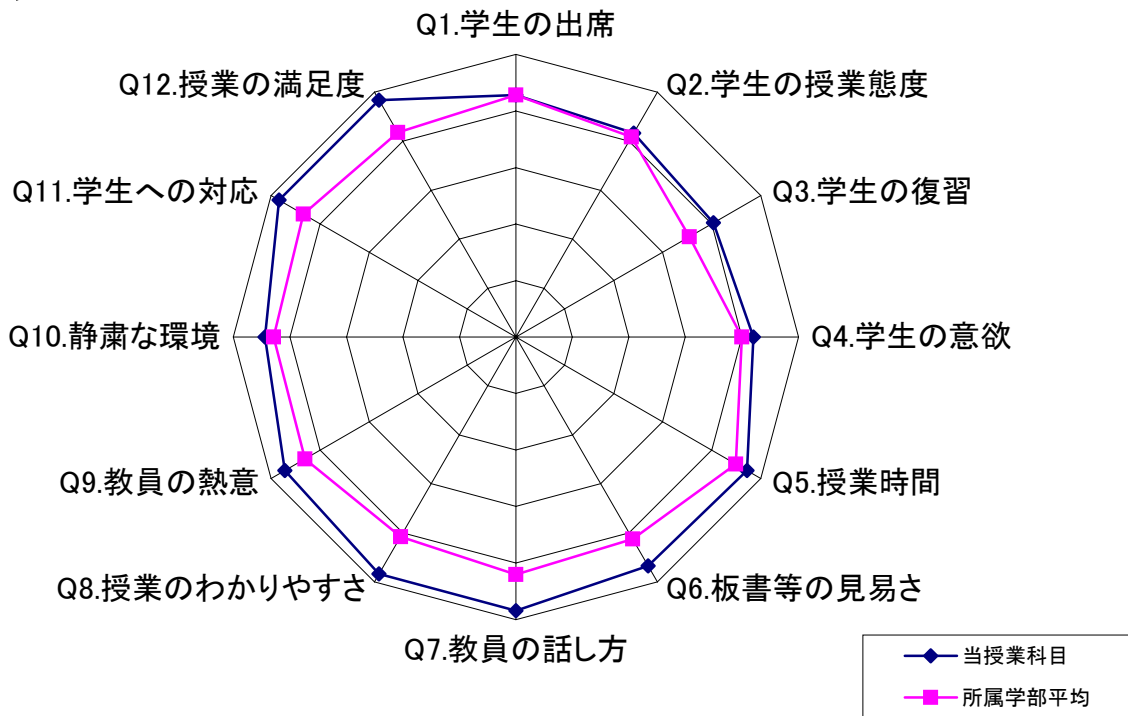 Q1.学生の出席
Q2.学生の授業態度
Q3.学生の復習
Q4.学生の意欲
Q5.授業時間
Q6.板書等の見易さ
Q7.教員の話し方
Q8.授業のわかりやすさ
Q9.教員の熱意
Q10.静粛な環境
Q11.学生への対応
Q12.授業の満足度
当授業科目
所属学部平均